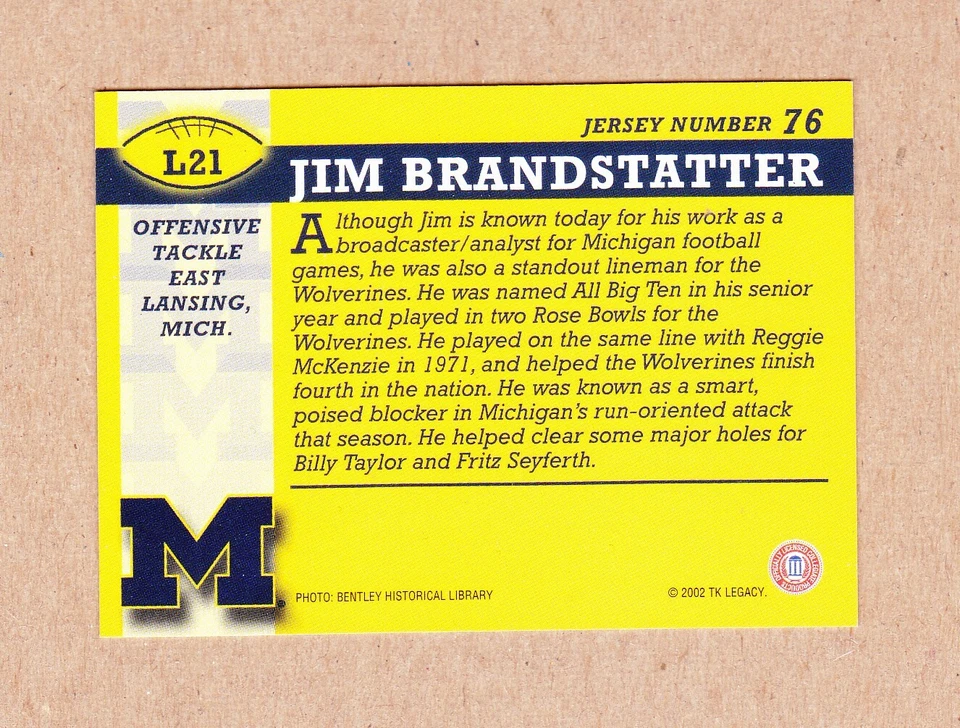 JERSEY NUMBER 76
L21
JIM BRANDSTATTER
OFFENSIVE
TACKLE
EAST
LANSING,
MICH.
Although Jim is known today for his work as a
broadcaster/analyst for Michigan football
games, he was also a standout lineman for the
Wolverines. He was named All Big Ten in his senior
year and played in two Rose Bowls for the
Wolverines. He played on the same line with Reggie
McKenzie in 1971, and helped the Wolverines finish
fourth in the nation. He was known as a smart,
poised blocker in Michigan's run-oriented attack
that season. He helped clear some major holes for
Billy Taylor and Fritz Seyferth.
M
PHOTO: BENTLEY HISTORICAL LIBRARY
© 2002 TK LEGACY.
OFFICIALLY LICENSED COLLEGIATE PRODUCTS